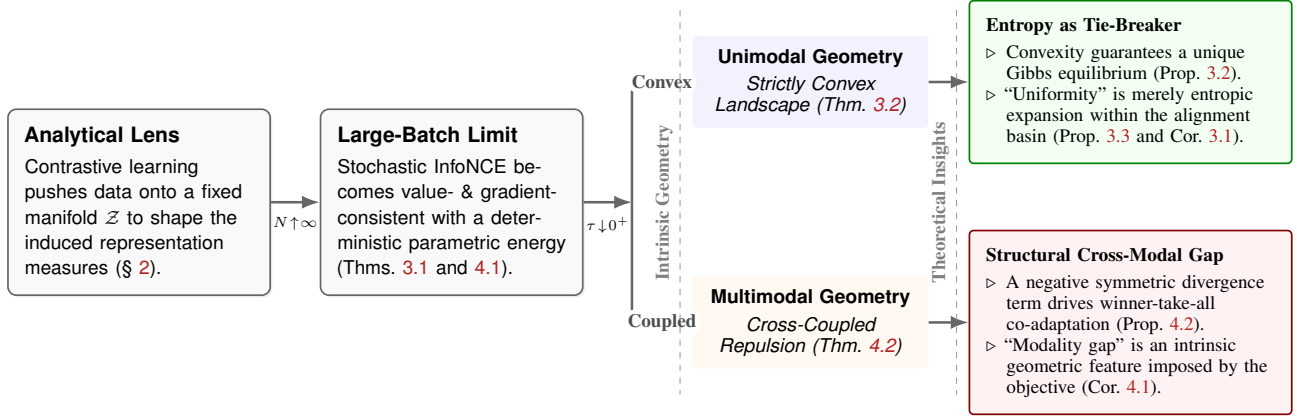 Analytical Lens
Contrastive learning
pushes data onto a fixed
manifold 𝒵 to shape the
induced representation
measures (§ 2).
N↑∞
Large-Batch Limit
Stochastic InfoNCE be-
comes value- & gradient-
consistent with a deter-
ministic parametric energy
(Thms. 3.1 and 4.1).
τ↓0⁺
Convex
Coupled
Intrinsic Geometry
Unimodal Geometry
Strictly Convex
Landscape (Thm. 3.2)
Multimodal Geometry
Cross-Coupled
Repulsion (Thm. 4.2)
Theoretical Insights
Entropy as Tie-Breaker
▷ Convexity guarantees a unique
Gibbs equilibrium (Prop. 3.2).
▷ “Uniformity” is merely entropic
expansion within the alignment
basin (Prop. 3.3 and Cor. 3.1).
Structural Cross-Modal Gap
▷ A negative symmetric divergence
term drives winner-take-all
co-adaptation (Prop. 4.2).
▷ “Modality gap” is an intrinsic
geometric feature imposed by the
objective (Cor. 4.1).